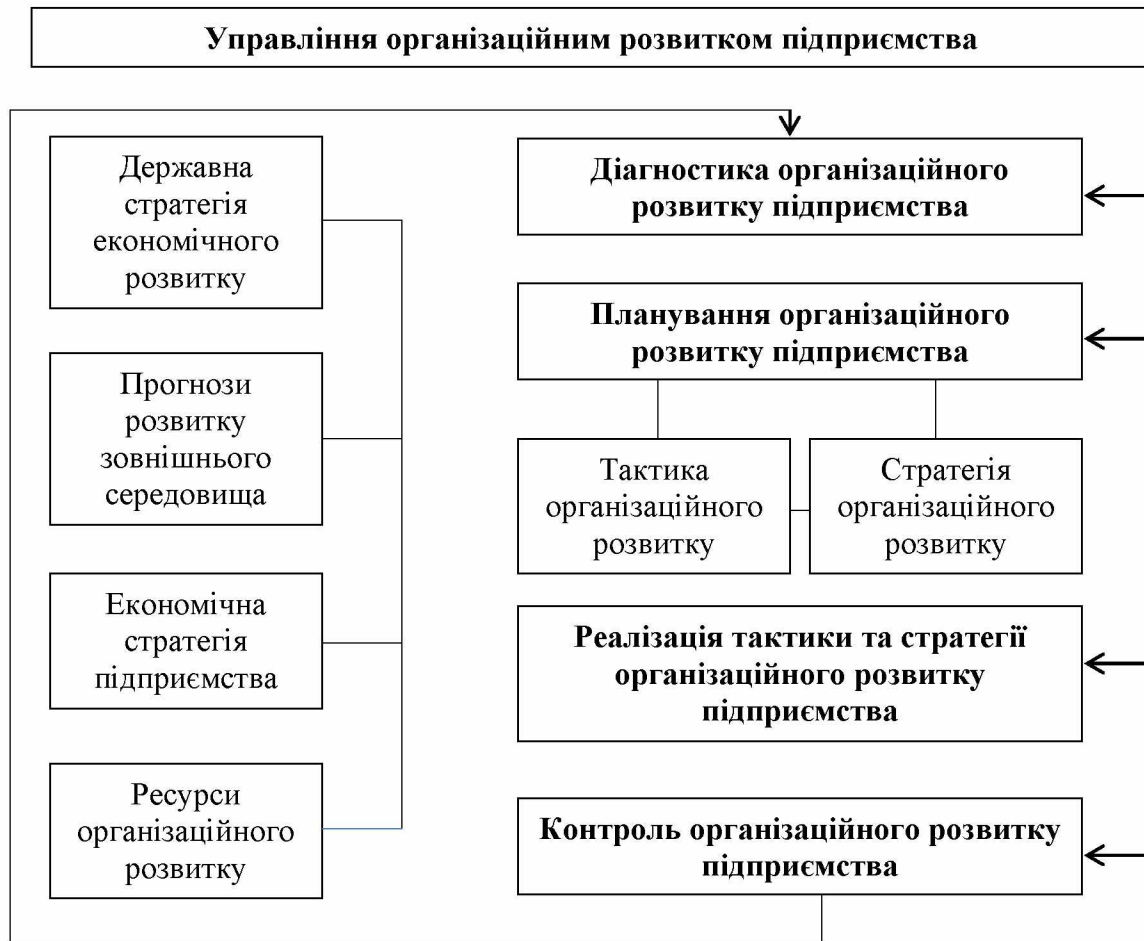 Управління організаційним розвитком підприємства
Державна
стратегія
економічного
розвитку
Прогнози
розвитку
зовнішнього
середовища
Економічна
стратегія
підприємства
Ресурси
організаційного
розвитку
Діагностика організаційного
розвитку підприємства
Планування організаційного
розвитку підприємства
Тактика
організаційного
розвитку
Стратегія
організаційного
розвитку
Реалізація тактики та стратегії
організаційного розвитку
підприємства
Контроль організаційного розвитку
підприємства